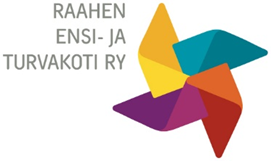 RAAHEN
ENSI- JA
TURVAKOTI RY